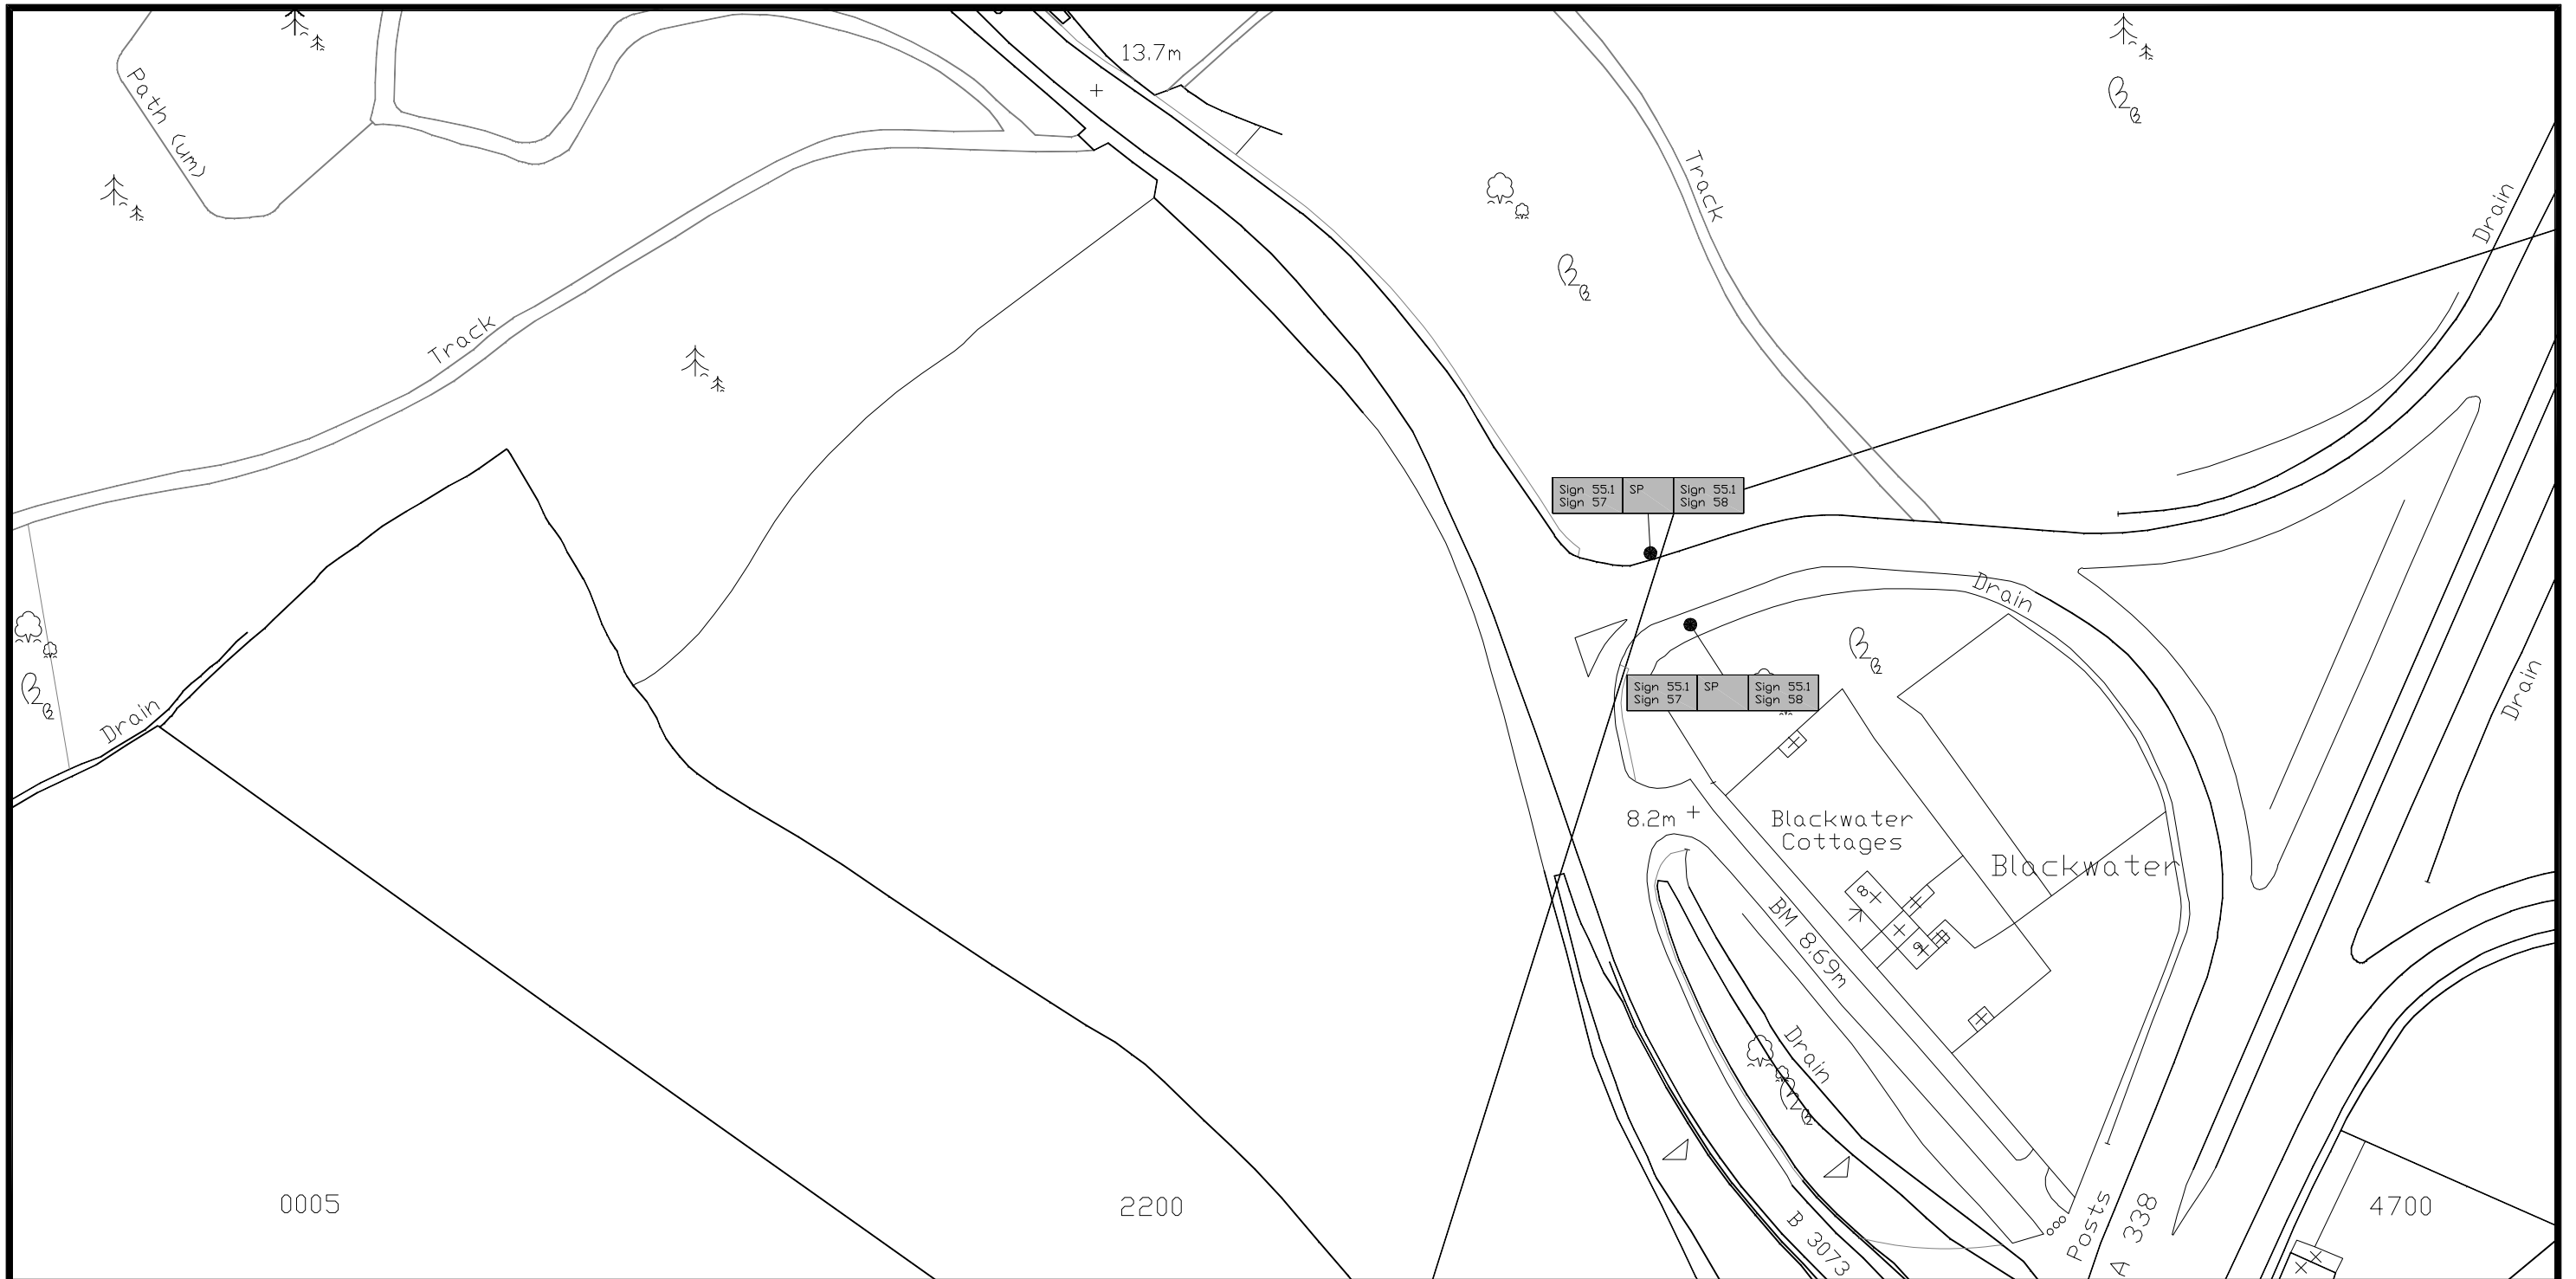 13.7m
Path (um)
Track
Drain
Track
Sign 55.1
Sign 57
SP
Sign 55.1
Sign 58
Drain
Sign 55.1
Sign 57
SP
Sign 55.1
Sign 58
Drain
Drain
8.2m
Blackwater
Cottages
Blackwater
8
9
BM 8.69m
Drain
0005
2200
B 3073
Posts
A 338
4700